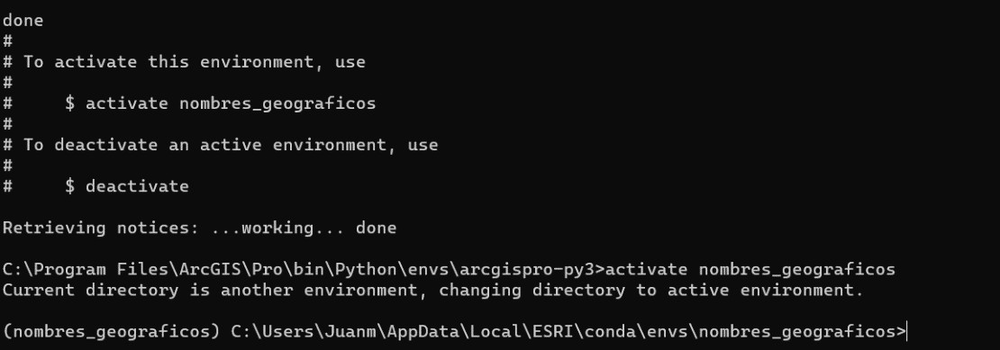 done
#
# To activate this environment, use
#
#     $ activate nombres_geograficos
#
# To deactivate an active environment, use
#
#     $ deactivate
Retrieving notices: ...working... done
C:\Program Files\ArcGIS\Pro\bin\Python\envs\arcgispro-py3>activate nombres_geograficos
Current directory is another environment, changing directory to active environment.
(nombres_geograficos) C:\Users\Juanm\AppData\Local\ESRI\conda\envs\nombres_geograficos>